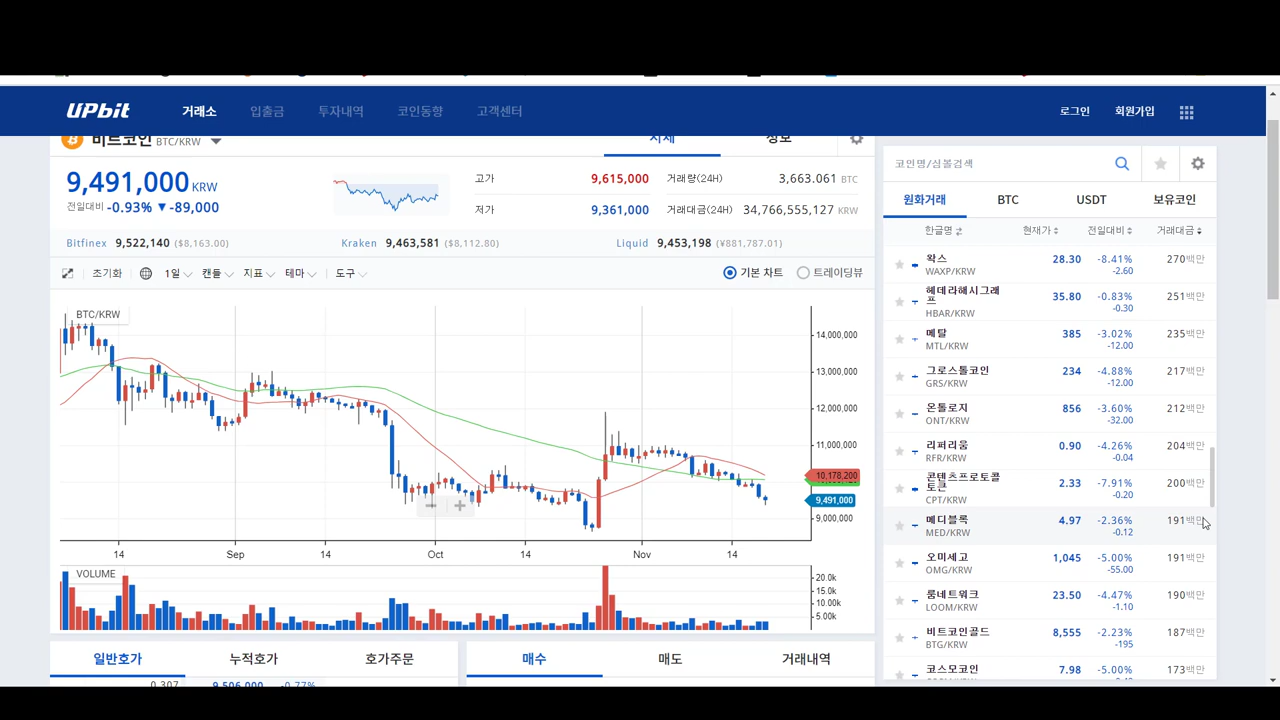 UPbit 거래소 입출금 투자내역 코인동향 고객센터 로그인 회원가입
비트코인 BTC/KRW 시세 정보
9,491,000 KRW
전일대비 -0.93% ▼-89,000
고가 9,615,000 거래량(24H) 3,663.061 BTC
저가 9,361,000 거래대금(24H) 34,766,555,127 KRW
Bitfinex 9,522,140 ($8,163.00) Kraken 9,463,581 ($8,112.80) Liquid 9,453,198 (¥881,787.01)
초기화 1일 캔들 지표 테마 도구 기본 차트 트레이딩뷰
BTC/KRW
14,000,000
13,000,000
12,000,000
11,000,000
10,178,200
9,491,000
9,000,000
14 Sep 14 Oct 14 Nov 14
VOLUME
20.0k
15.00k
10.00k
5.00k
일반호가 누적호가 호가주문
0.307 9,506,000 -0.77%
매수 매도 거래내역
코인명/심볼검색
원화거래 BTC USDT 보유코인
한글명 현재가 전일대비 거래대금
왁스 28.30 -8.41% 270백만
WAXP/KRW -2.60
헤데라해시그래
프 35.80 -0.83% 251백만
HBAR/KRW -0.30
메탈 385 -3.02% 235백만
MTL/KRW -12.00
그로스톨코인 234 -4.88% 217백만
GRS/KRW -12.00
온톨로지 856 -3.60% 212백만
ONT/KRW -32.00
리퍼리움 0.90 -4.26% 204백만
RFR/KRW -0.04
콘텐츠프로토콜
토큰 2.33 -7.91% 200백만
CPT/KRW -0.20
메디블록 4.97 -2.36% 191백만
MED/KRW -0.12
오미세고 1,045 -5.00% 191백만
OMG/KRW -55.00
룸네트워크 23.50 -4.47% 190백만
LOOM/KRW -1.10
비트코인골드 8,555 -2.23% 187백만
BTG/KRW -195
코스모코인 7.98 -5.00% 173백만